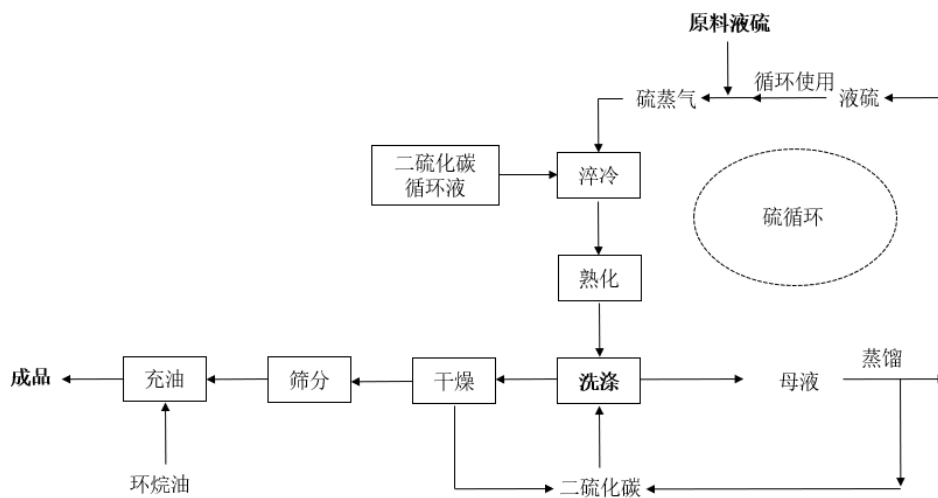 原料液硫
硫蒸气
循环使用
液硫
二硫化碳
循环液
淬冷
硫循环
熟化
成品
充油
筛分
干燥
洗涤
母液
蒸馏
环烷油
二硫化碳